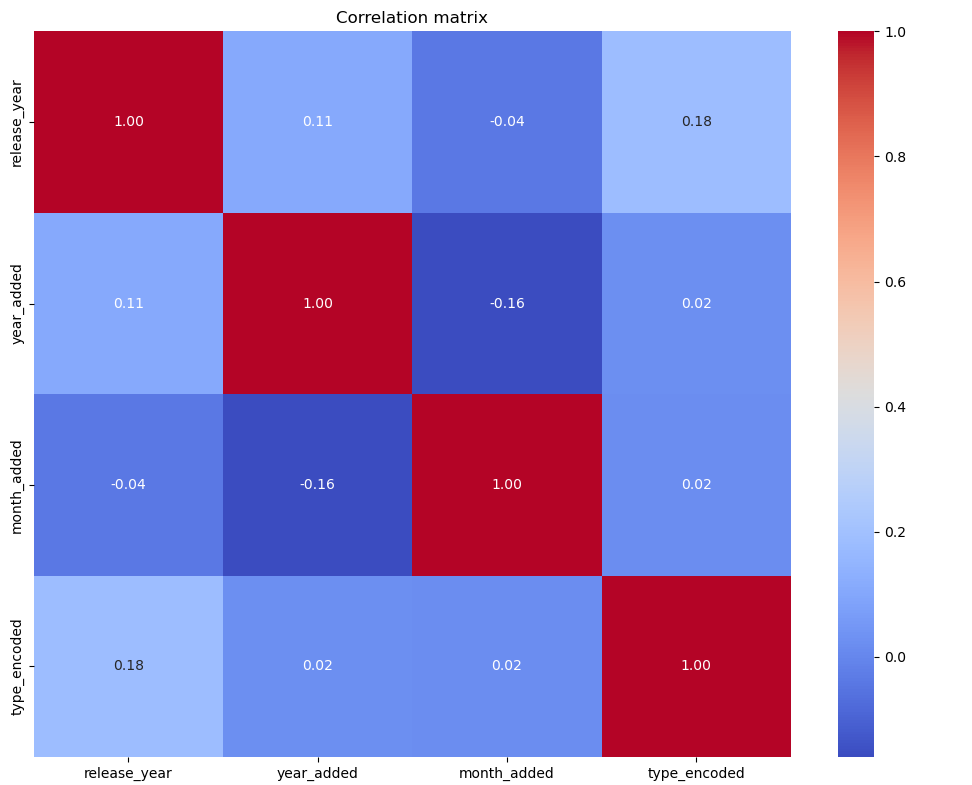 Correlation matrix
release_year
1.00
0.11
-0.04
0.18
year_added
0.11
1.00
-0.16
0.02
month_added
-0.04
-0.16
1.00
0.02
type_encoded
0.18
0.02
0.02
1.00
release_year
year_added
month_added
type_encoded
1.0
0.8
0.6
0.4
0.2
0.0